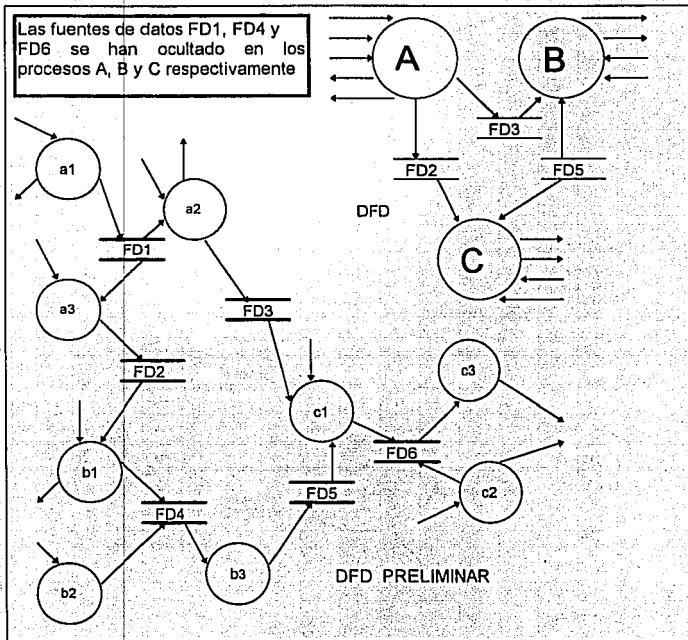 Las fuentes de datos FD1, FD4 y
FD6 se han ocultado en los
procesos A, B y C respectivamente
A
B
FD3
FD2
FD5
DFD
C
a1
a2
FD1
a3
FD3
FD2
c3
c1
b1
FD6
FD5
c2
FD4
b3
b2
DFD PRELIMINAR